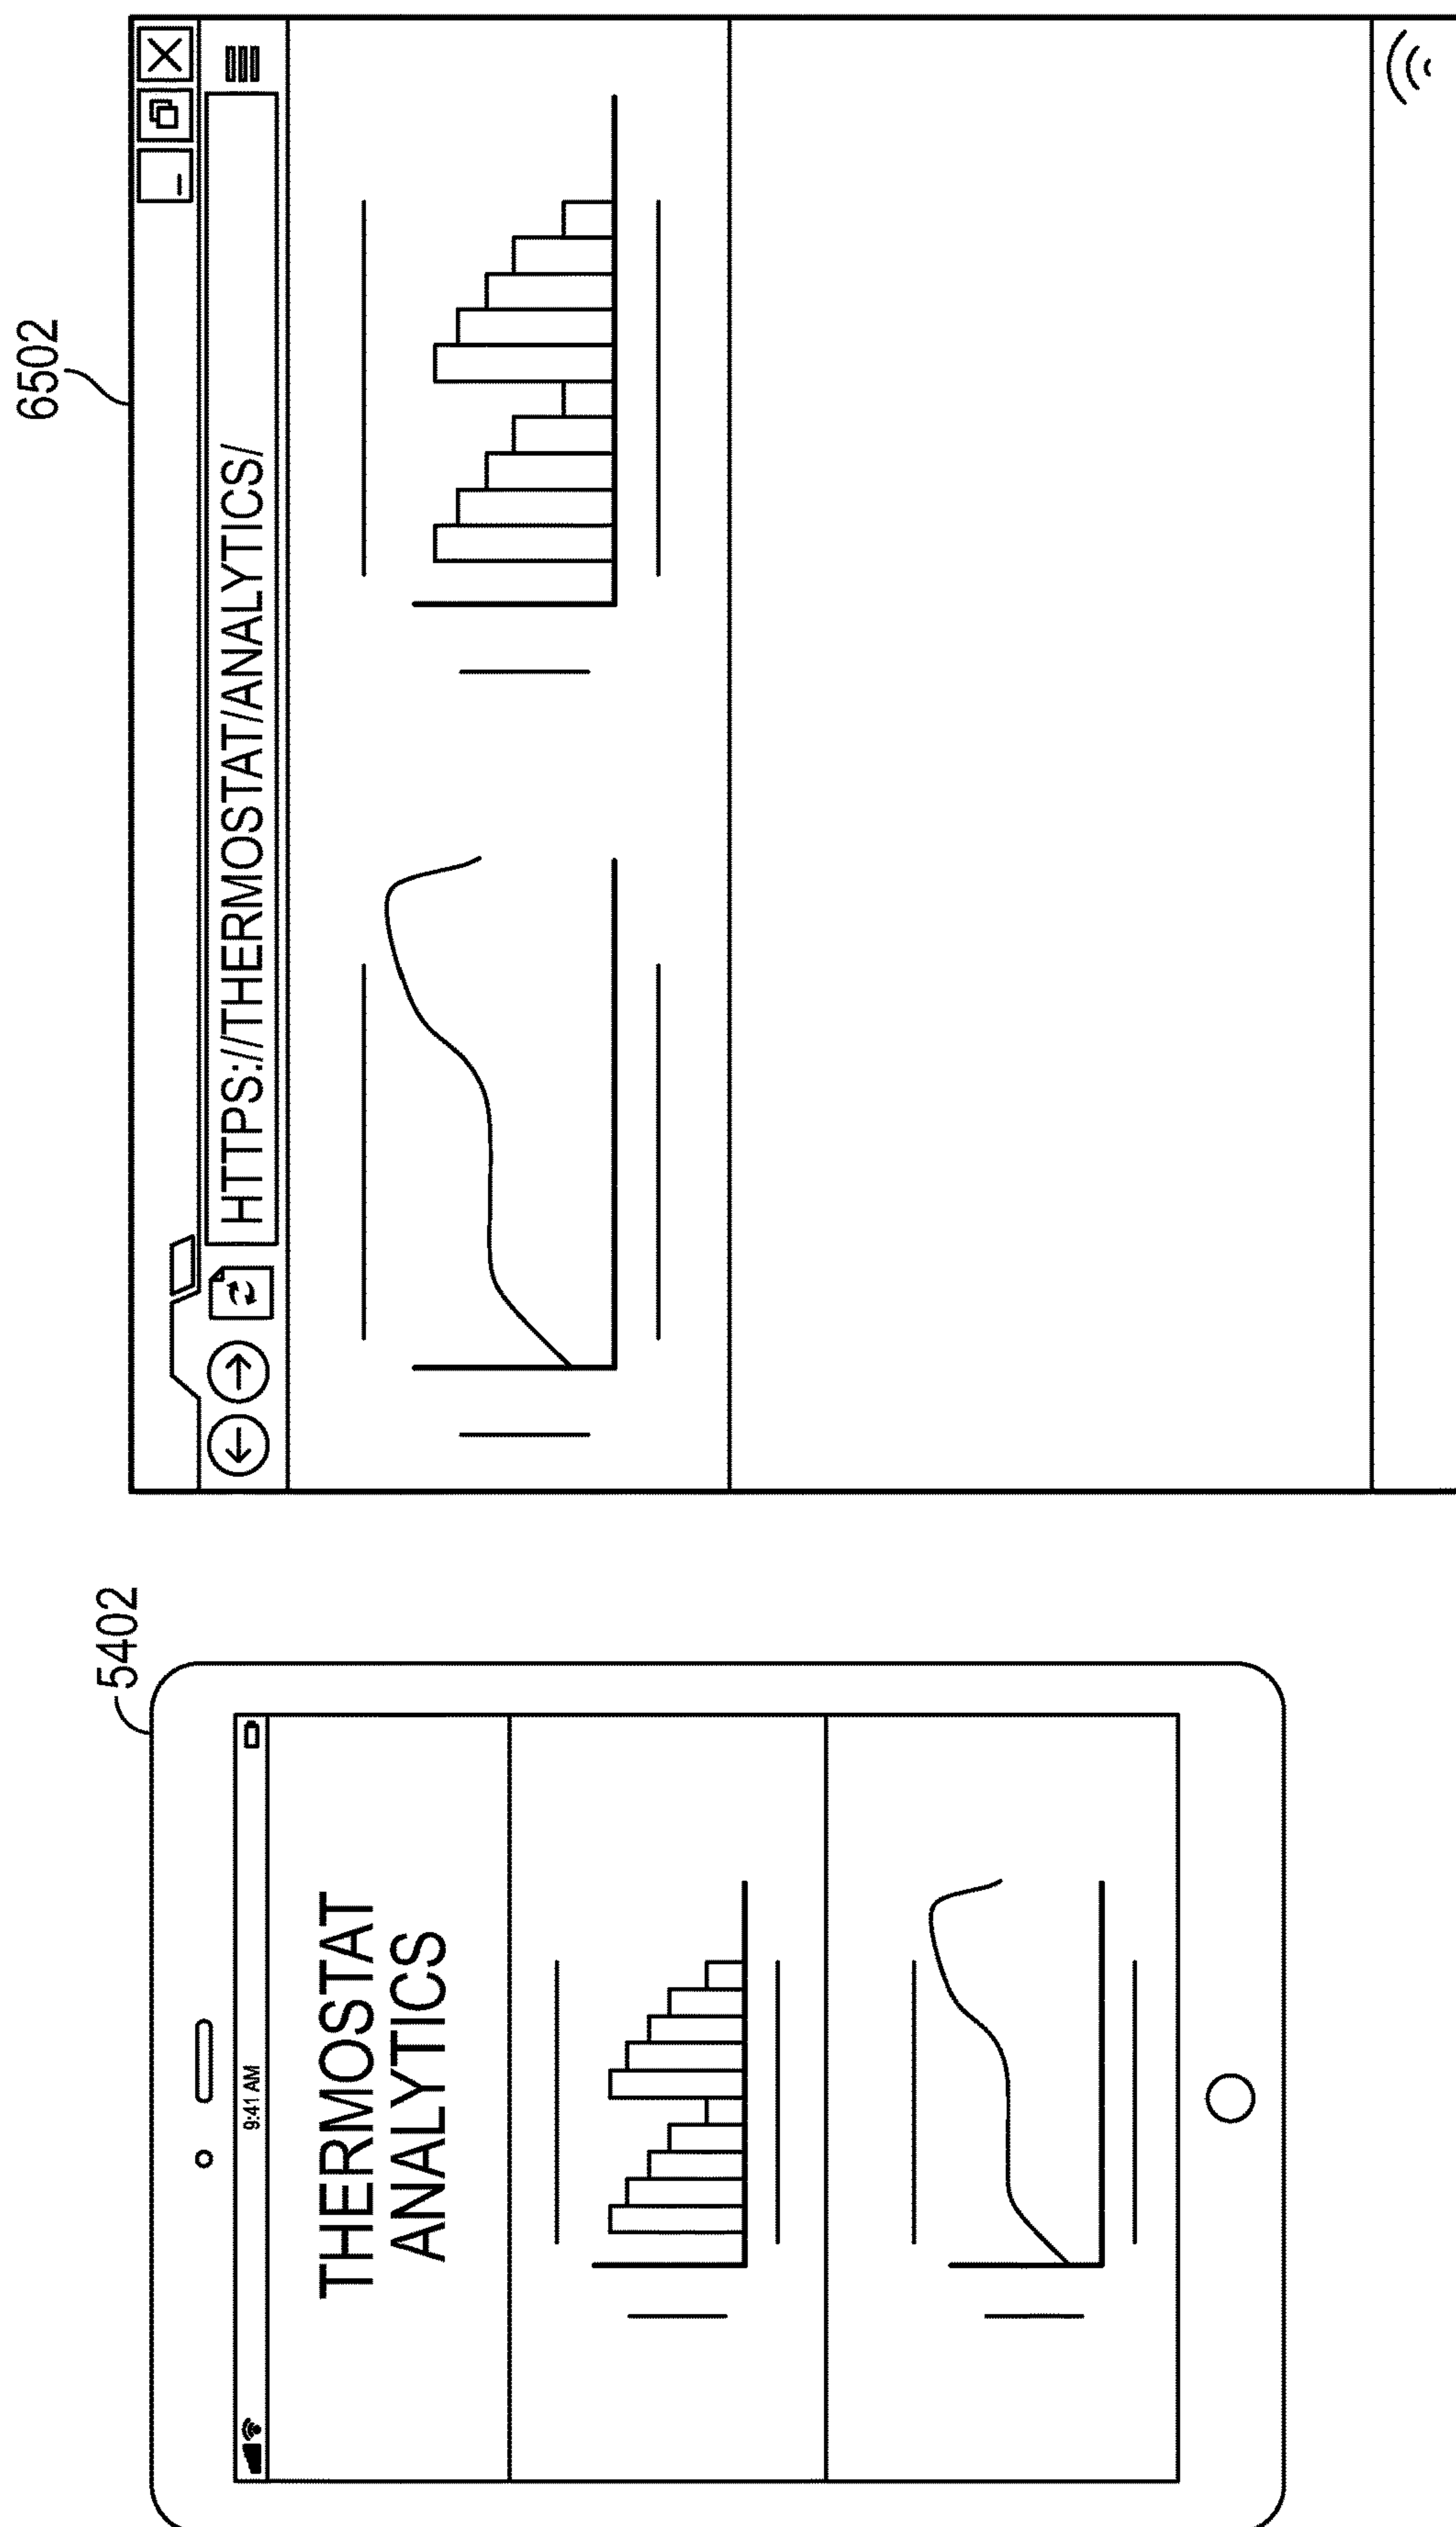 5402
9:41 AM
THERMOSTAT
ANALYTICS
6502
HTTPS://THERMOSTAT/ANALYTICS/